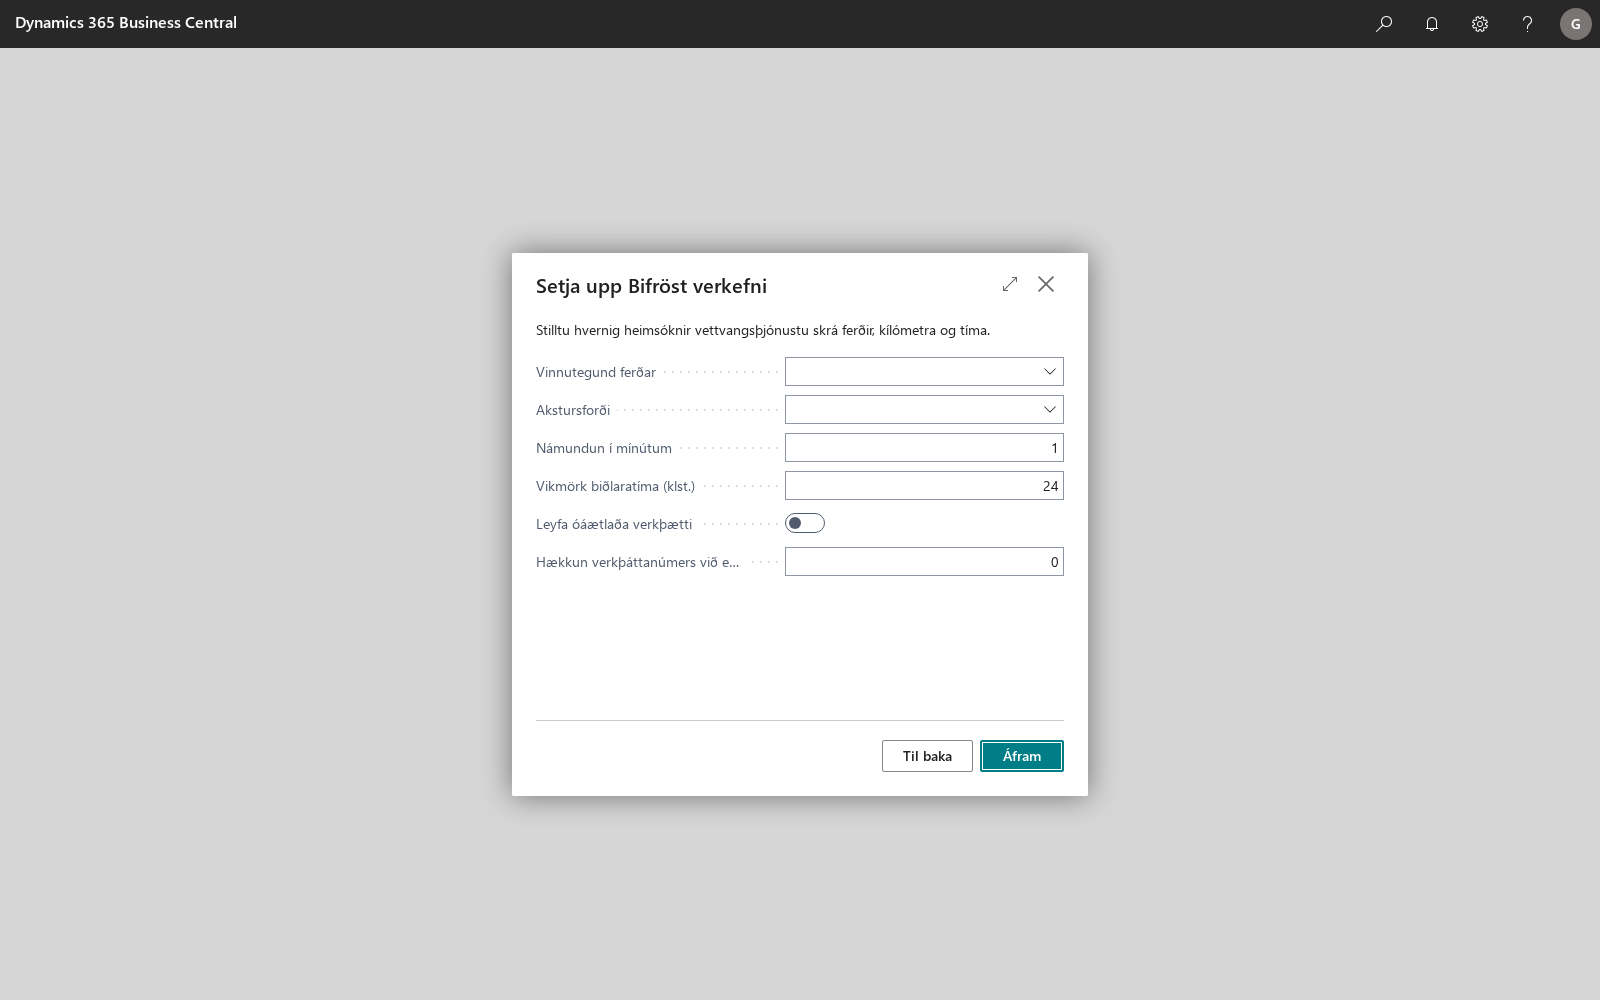 Dynamics 365 Business Central
G
Setja upp Bifröst verkefni
Stilltu hvernig heimsóknir vettvangsþjónustu skrá ferðir, kílómetra og tíma.
Vinnutegund ferðar
Akstursforði
Námundun í mínútum 1
Vikmörk biðlaratíma (klst.) 24
Leyfa óáætlaða verkþætti
Hækkun verkþáttanúmers við e... 0
Til baka Áfram